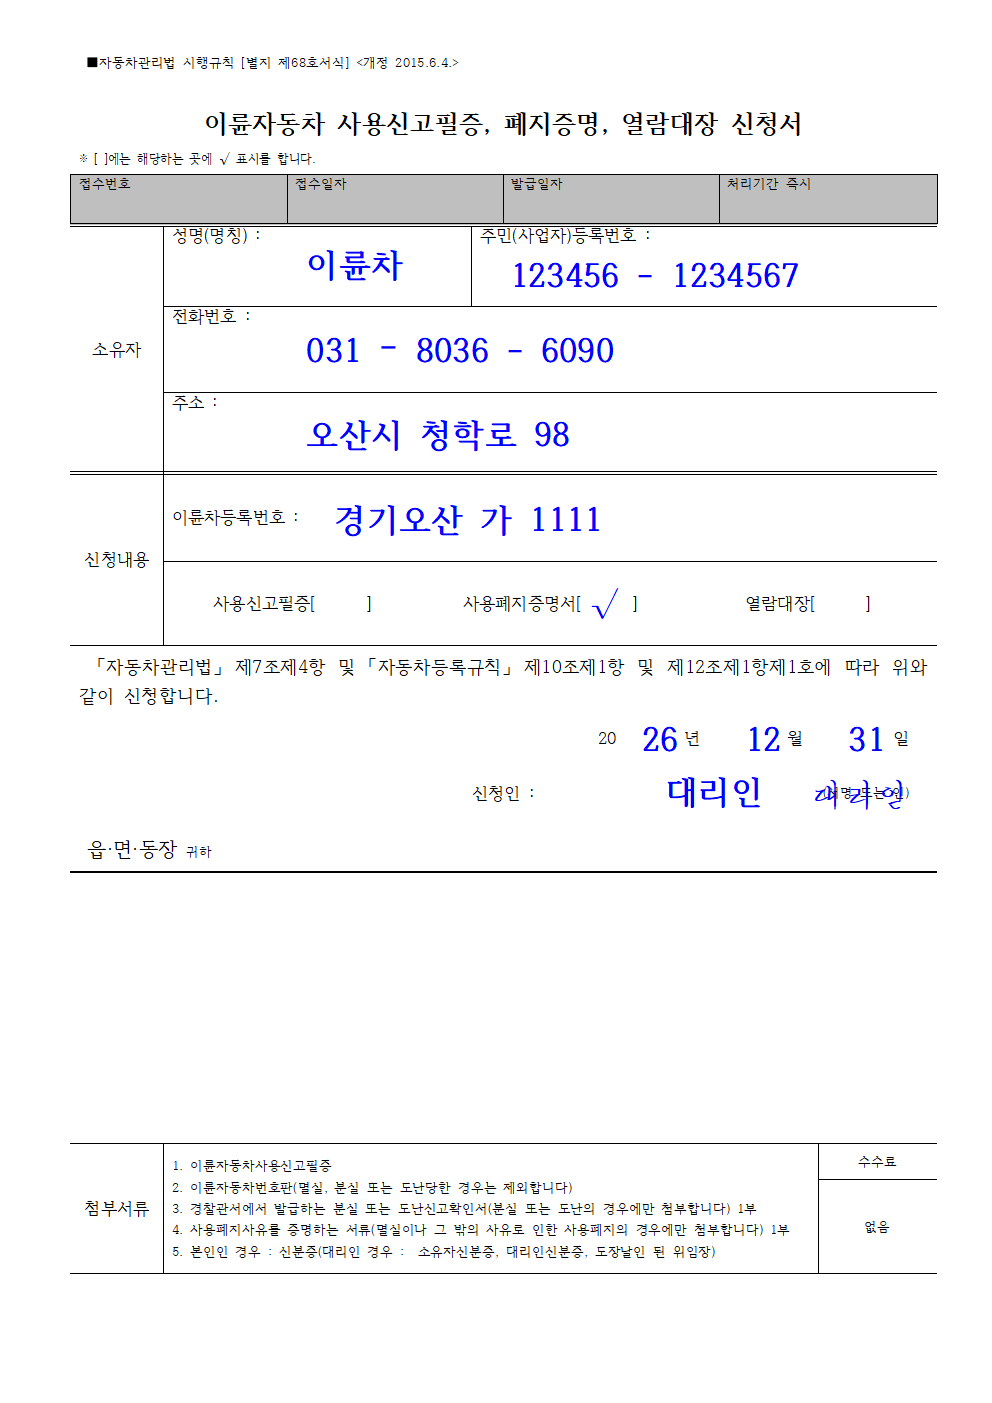 ■자동차관리법 시행규칙 [별지 제68호서식] <개정 2015.6.4.>
이륜자동차 사용신고필증, 폐지증명, 열람대장 신청서
※ [ ]에는 해당하는 곳에 √ 표시를 합니다.
접수번호 접수일자 발급일자 처리기간 즉시
성명(명칭) : 주민(사업자)등록번호 :
이륜차 123456 - 1234567
전화번호 :
031 - 8036 - 6090
소유자
주소 :
오산시 청학로 98
이륜차등록번호 : 경기오산 가 1111
신청내용
사용신고필증[ ] 사용폐지증명서[ √ ] 열람대장[ ]
「자동차관리법」 제7조제4항 및 「자동차등록규칙」 제10조제1항 및 제12조제1항제1호에 따라 위와
같이 신청합니다.
20 26 년 12 월 31 일
신청인 : 대리인 (서명 또는 인)
읍·면·동장 귀하
1. 이륜자동차사용신고필증
2. 이륜자동차번호판(멸실, 분실 또는 도난당한 경우는 제외합니다)
3. 경찰관서에서 발급하는 분실 또는 도난신고확인서(분실 또는 도난의 경우에만 첨부합니다) 1부
4. 사용폐지사유를 증명하는 서류(멸실이나 그 밖의 사유로 인한 사용폐지의 경우에만 첨부합니다) 1부
5. 본인인 경우 : 신분증(대리인 경우 : 소유자신분증, 대리인신분증, 도장날인 된 위임장)
첨부서류
수수료
없음